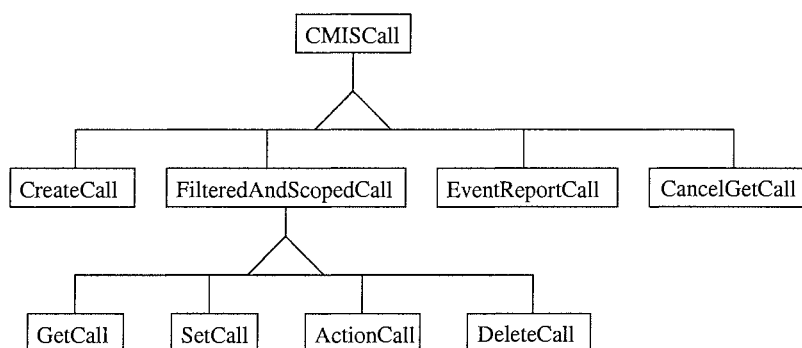 CMISCall
CreateCall
FilteredAndScopedCall
EventReportCall
CancelGetCall
GetCall
SetCall
ActionCall
DeleteCall